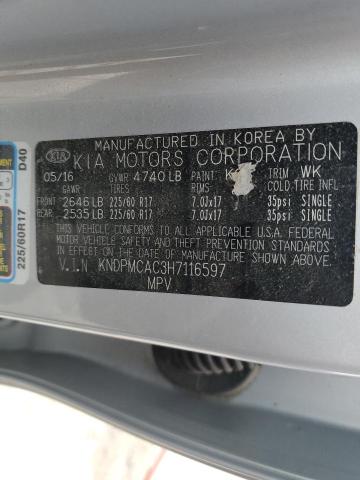 MANUFACTURED IN KOREA BY
KIA KIA MOTORS CORPORATION
05/16 GVWR 4740 LB PAINT TRIM WK
GAWR TIRES RIMS COLD TIRE INFL
FRONT 2646 LB 225/60 R17 7.0Jx17 35psi SINGLE
REAR 2535 LB 225/60 R17 7.0Jx17 35psi SINGLE
THIS VEHICLE CONFORMS TO ALL APPLICABLE U.S.A FEDERAL
MOTOR VEHICLE SAFETY, BUMPER, AND THEFT PREVENTION
STANDARDS IN EFFECT ON THE DATE OF MANUFACTURE SHOWN ABOVE.
V.I.N KNDPMCAC3H7116597
MPV
D40
225/60R17